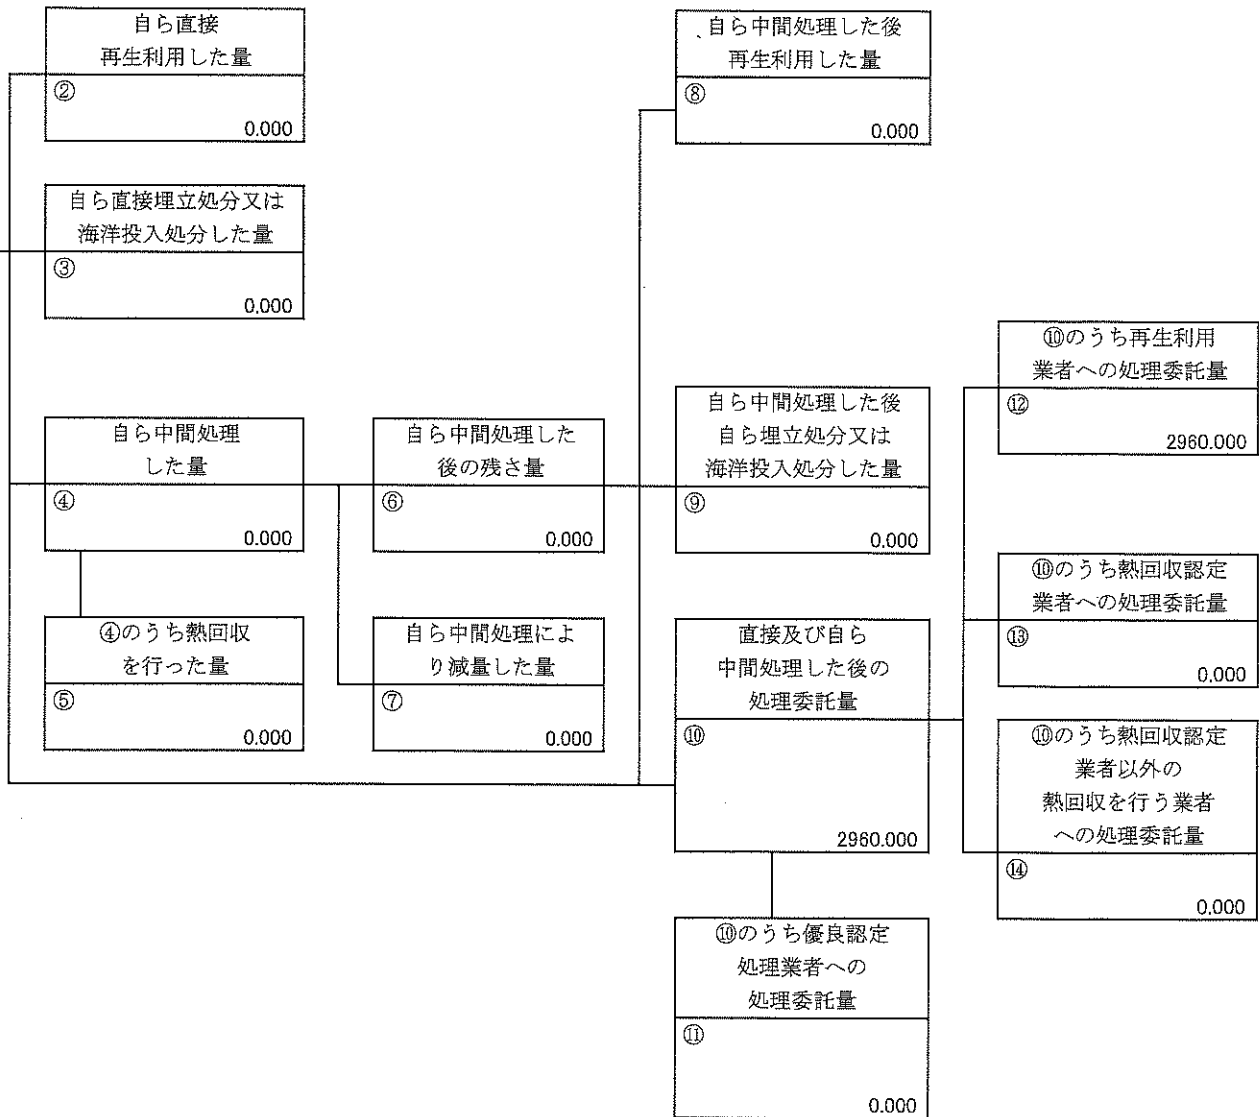 自ら直接
再生利用した量
②
0.000
自ら中間処理した後
再生利用した量
⑧
0.000
自ら直接埋立処分又は
海洋投入処分した量
③
0.000
⑩のうち再生利用
業者への処理委託量
⑫
2960.000
自ら中間処理
した量
④
0.000
自ら中間処理した
後の残さ量
⑥
0.000
自ら中間処理した後
自ら埋立処分又は
海洋投入処分した量
⑨
0.000
⑩のうち熱回収認定
業者への処理委託量
⑬
0.000
④のうち熱回収
を行った量
⑤
0.000
自ら中間処理によ
り減量した量
⑦
0.000
直接及び自ら
中間処理した後の
処理委託量
⑩
2960.000
⑩のうち熱回収認定
業者以外の
熱回収を行う業者
への処理委託量
⑭
0.000
⑩のうち優良認定
処理業者への
処理委託量
⑪
0.000